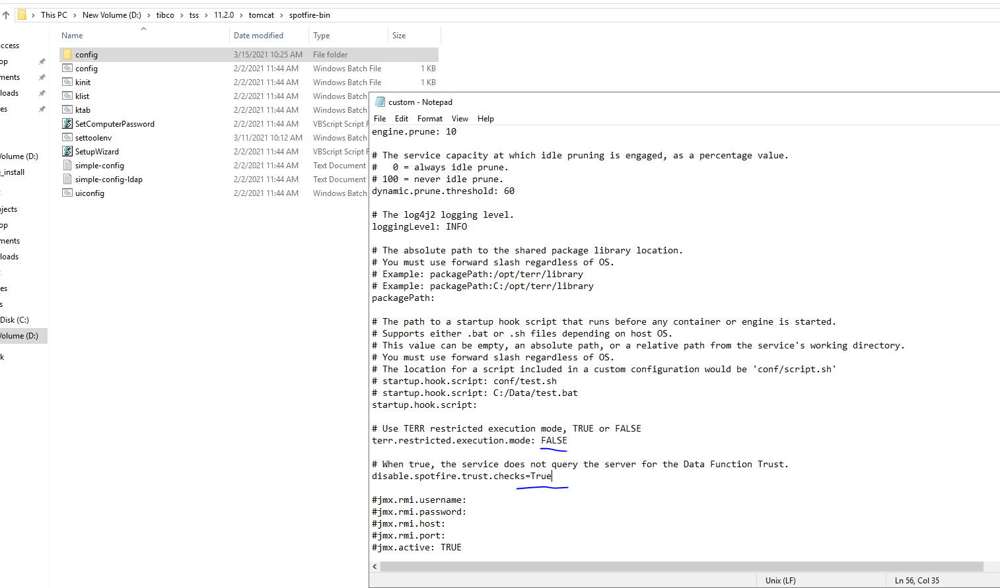 This PC > New Volume (D:) > tibco > tss > 11.2.0 > tomcat > spotfire-bin
Name Date modified Type Size
ccess
op
ments
loads
es
Volume (D:)
_install
ojects
op
ments
loads
es
s
Disk (C:)
Volume (D:)
k
config 3/15/2021 10:25 AM File folder
config 2/2/2021 11:44 AM Windows Batch File 1 KB
kinit 2/2/2021 11:44 AM Windows Batch File 1 KB
klist 2/2/2021 11:44 AM Windows Batch
ktab 2/2/2021 11:44 AM Windows Batch
SetComputerPassword 2/2/2021 11:44 AM VBScript Script F
settoolenv 3/11/2021 10:12 AM Windows Batch
SetupWizard 2/2/2021 11:44 AM VBScript Script F
simple-config 2/2/2021 11:44 AM Text Document
simple-config-ldap 2/2/2021 11:44 AM Text Document
uiconfig 2/2/2021 11:44 AM Windows Batch
custom - Notepad
File Edit Format View Help
engine.prune: 10
# The service capacity at which idle pruning is engaged, as a percentage value.
#   0 = always idle prune.
# 100 = never idle prune.
dynamic.prune.threshold: 60
# The log4j2 logging level.
loggingLevel: INFO
# The absolute path to the shared package library location.
# You must use forward slash regardless of OS.
# Example: packagePath:/opt/terr/library
# Example: packagePath:C:/opt/terr/library
packagePath:
# The path to a startup hook script that runs before any container or engine is started.
# Supports either .bat or .sh files depending on host OS.
# This value can be empty, an absolute path, or a relative path from the service's working directory.
# You must use forward slash regardless of OS.
# The location for a script included in a custom configuration would be 'conf/script.sh'
# startup.hook.script: conf/test.sh
# startup.hook.script: C:/Data/test.bat
startup.hook.script:
# Use TERR restricted execution mode, TRUE or FALSE
terr.restricted.execution.mode: FALSE
# When true, the service does not query the server for the Data Function Trust.
disable.spotfire.trust.checks=True
#jmx.rmi.username:
#jmx.rmi.password:
#jmx.rmi.host:
#jmx.rmi.port:
#jmx.active: TRUE
Unix (LF) Ln 56, Col 35